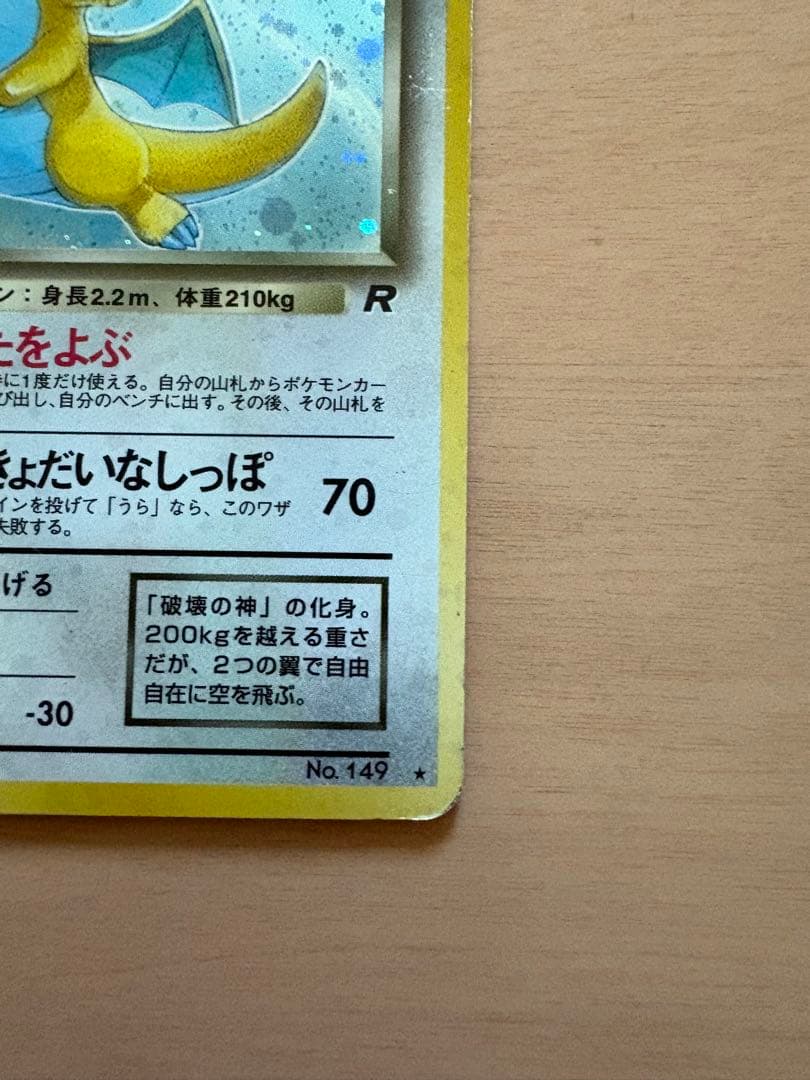 ン：身長2.2m、体重210kg R
たをよぶ
に1度だけ使える。自分の山札からポケモンカー
び出し、自分のベンチに出す。その後、その山札を
きょだいなしっぽ 70
インを投げて「うら」なら、このワザ
失敗する。
げる
「破壊の神」の化身。
200kgを越える重さ
だが、2つの翼で自由
自在に空を飛ぶ。
-30
No. 149 ★